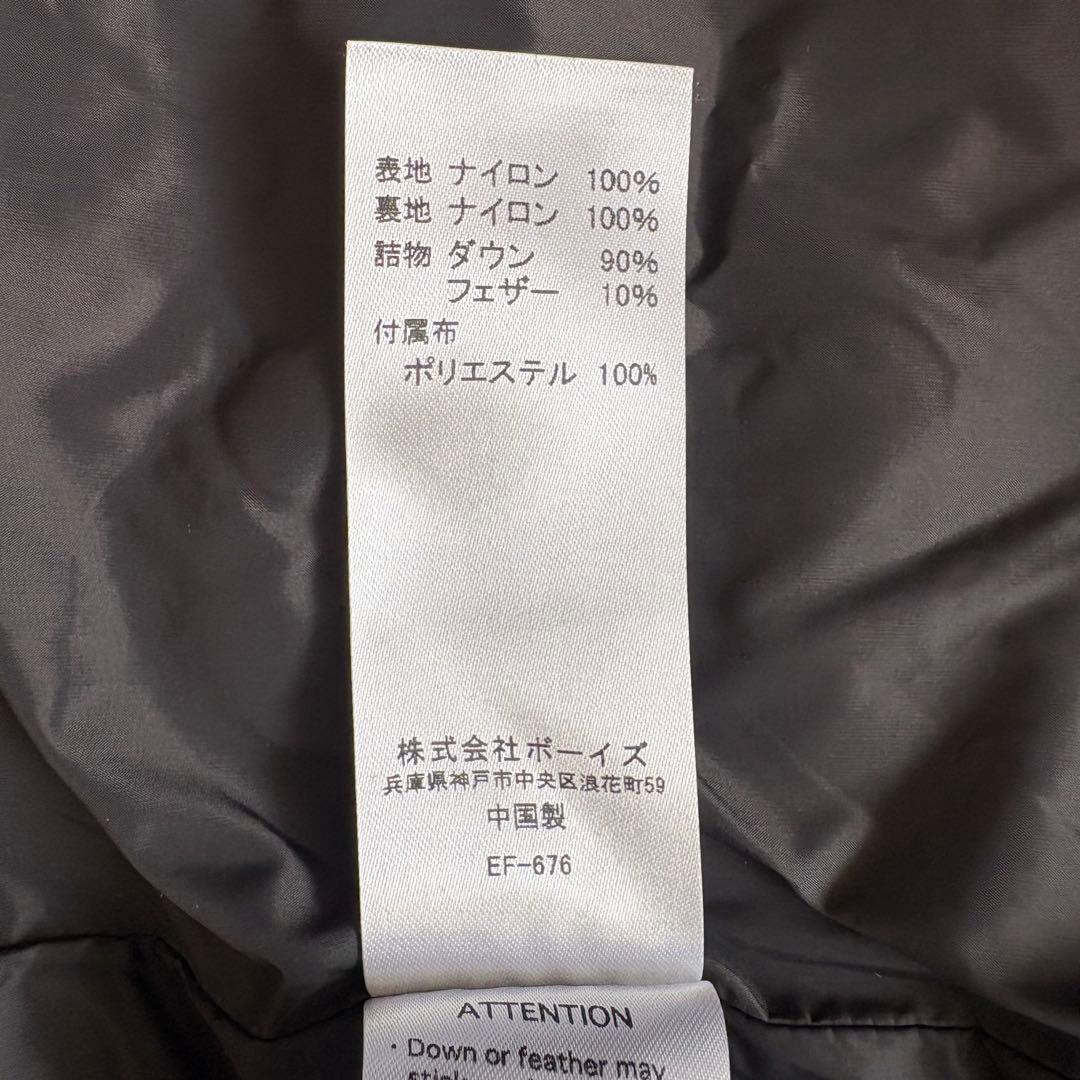 表地 ナイロン 100%
裏地 ナイロン 100%
詰物 ダウン 90%
フェザー 10%
付属布
ポリエステル 100%
株式会社ボーイズ
兵庫県神戸市中央区浪花町59
中国製
EF-676
ATTENTION
・Down or feather may